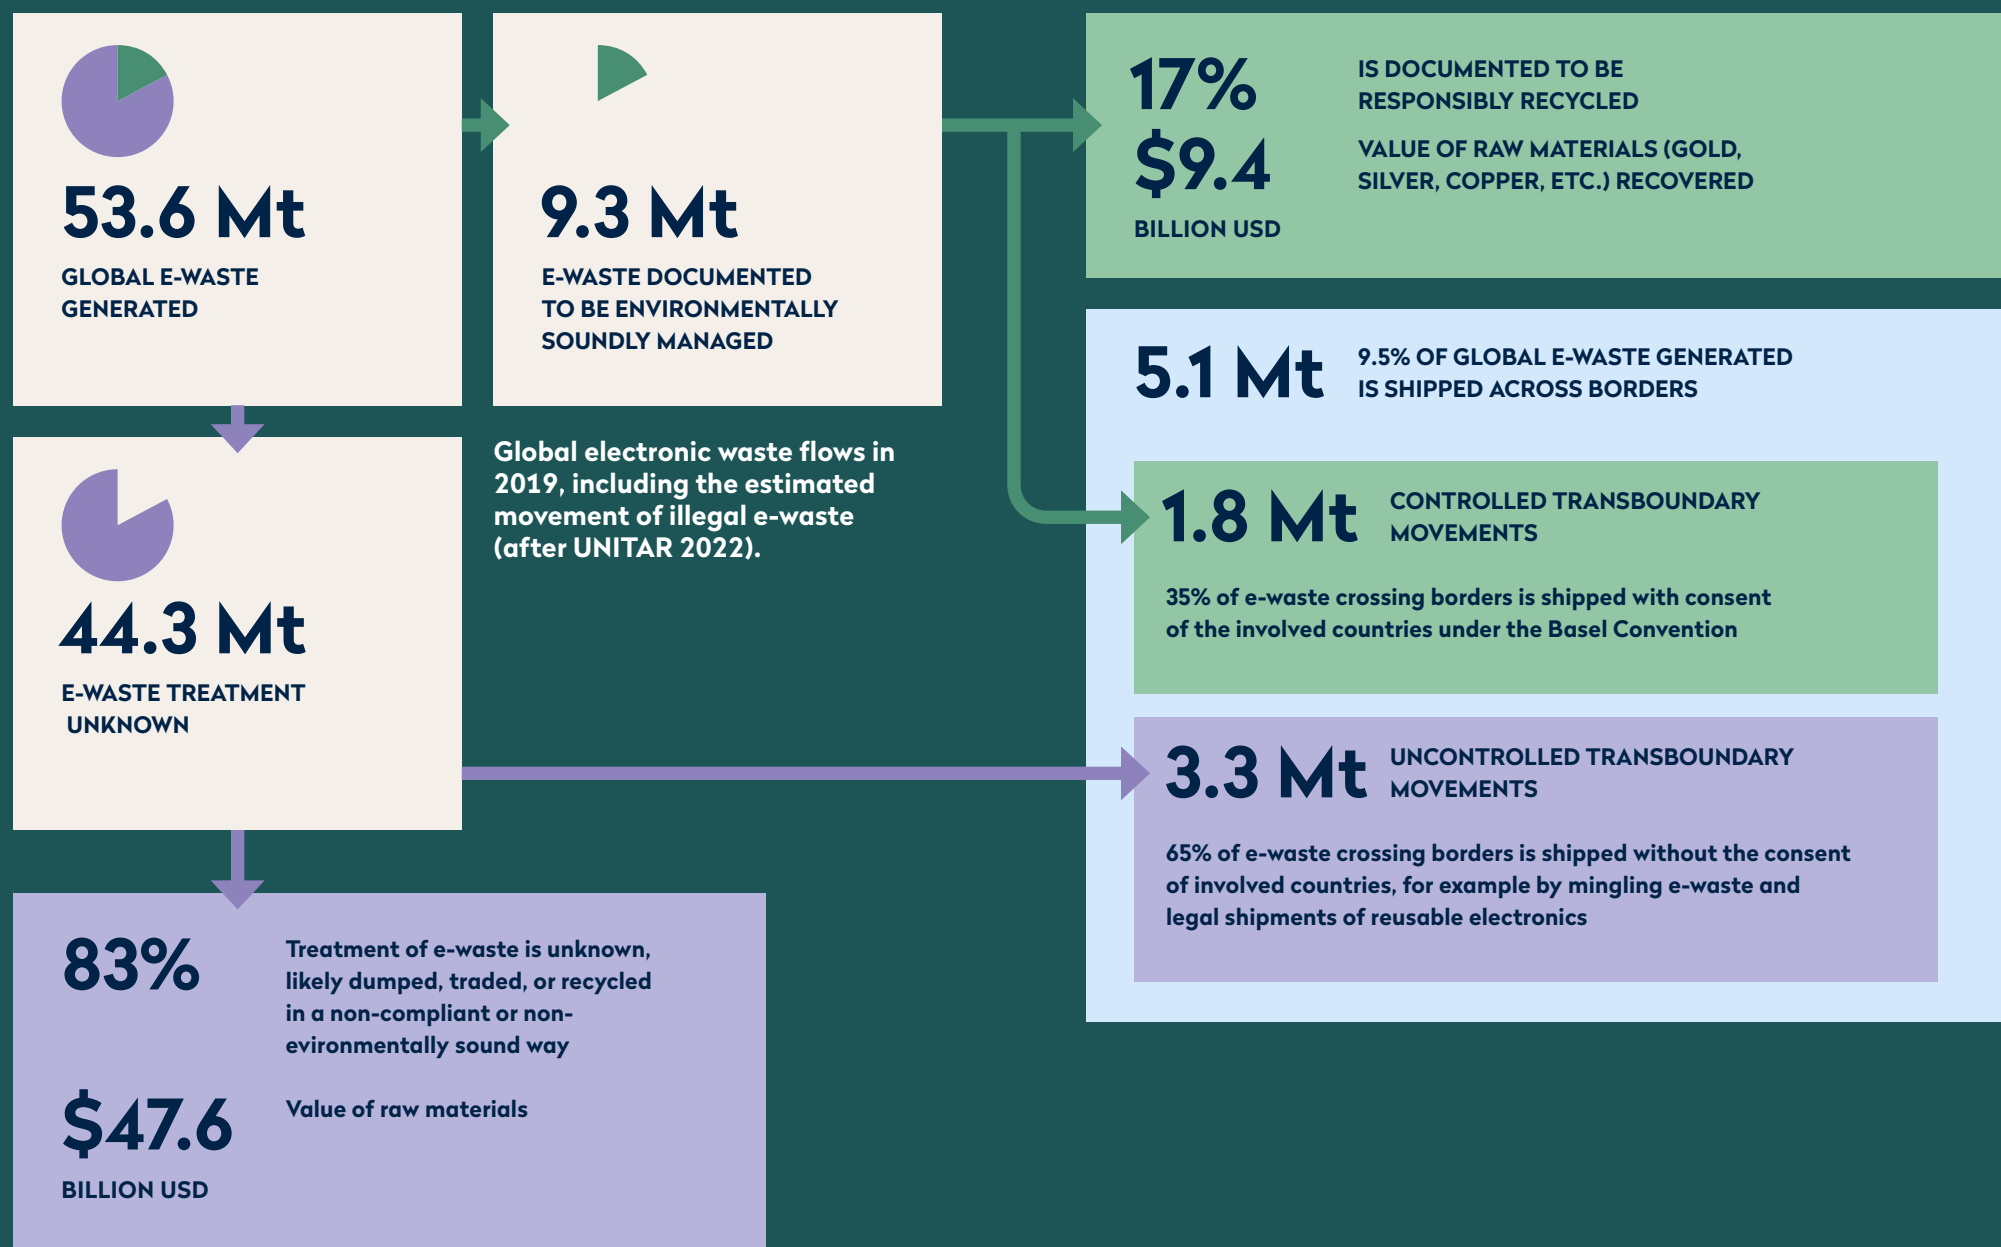 53.6 Mt
GLOBAL E-WASTE
GENERATED
9.3 Mt
E-WASTE DOCUMENTED
TO BE ENVIRONMENTALLY
SOUNDLY MANAGED
17%
IS DOCUMENTED TO BE
RESPONSIBLY RECYCLED
$9.4
BILLION USD
VALUE OF RAW MATERIALS (GOLD,
SILVER, COPPER, ETC.) RECOVERED
5.1 Mt
9.5% OF GLOBAL E-WASTE GENERATED
IS SHIPPED ACROSS BORDERS
1.8 Mt
CONTROLLED TRANSBOUNDARY
MOVEMENTS
35% of e-waste crossing borders is shipped with consent
of the involved countries under the Basel Convention
3.3 Mt
UNCONTROLLED TRANSBOUNDARY
MOVEMENTS
65% of e-waste crossing borders is shipped without the consent
of involved countries, for example by mingling e-waste and
legal shipments of reusable electronics
Global electronic waste flows in
2019, including the estimated
movement of illegal e-waste
(after UNITAR 2022).
44.3 Mt
E-WASTE TREATMENT
UNKNOWN
83%
Treatment of e-waste is unknown,
likely dumped, traded, or recycled
in a non-compliant or non-
evironmentally sound way
$47.6
BILLION USD
Value of raw materials